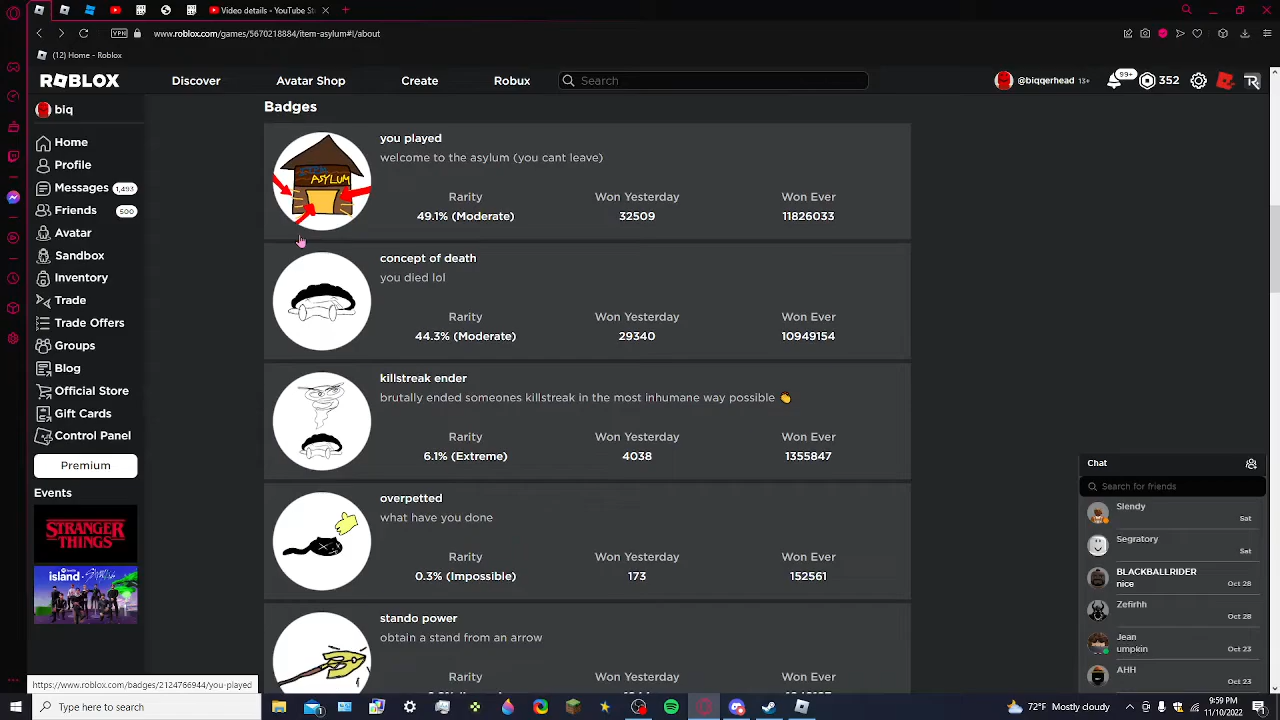 Video details - YouTube St
VPN www.roblox.com/games/5670218884/item-asylum#!/about
(12) Home - Roblox
ROBLOX Discover Avatar Shop Create Robux Search @biqqerhead 13+ 9+ 352
biq
Home
Profile
Messages 1,493
Friends 500
Avatar
Sandbox
Inventory
Trade
Trade Offers
Groups
Blog
Official Store
Gift Cards
Control Panel
Premium
Events
STRANGER THINGS
Spotify island
Badges
ASYLUM
you played
welcome to the asylum (you cant leave)
Rarity Won Yesterday Won Ever
49.1% (Moderate) 32509 11826033
concept of death
you died lol
Rarity Won Yesterday Won Ever
44.3% (Moderate) 29340 10949154
killstreak ender
brutally ended someones killstreak in the most inhumane way possible 👏
Rarity Won Yesterday Won Ever
6.1% (Extreme) 4038 1355847
overpetted
what have you done
Rarity Won Yesterday Won Ever
0.3% (Impossible) 173 152561
stando power
obtain a stand from an arrow
Rarity Won Yesterday Won Ever
Chat
Search for friends
Slendy
Sat
Segratory
Sat
BLACKBALLRIDER
nice Oct 28
Zefirhh
Oct 28
Jean
umpkin Oct 23
AHH
Oct 23
https://www.roblox.com/badges/2124766944/you-played
Type here to search
72°F Mostly cloudy
9:59 PM
11/10/2022